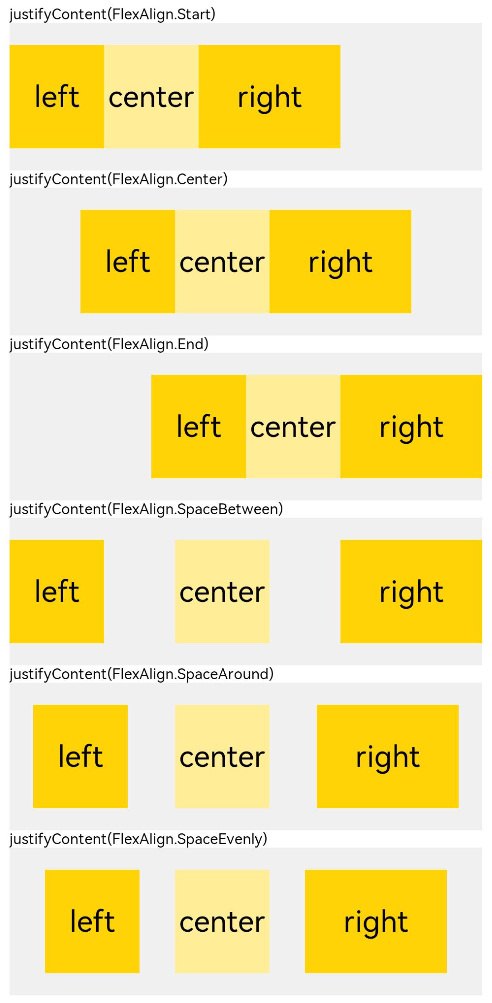 justifyContent(FlexAlign.Start)
left center right
justifyContent(FlexAlign.Center)
left center right
justifyContent(FlexAlign.End)
left center right
justifyContent(FlexAlign.SpaceBetween)
left center right
justifyContent(FlexAlign.SpaceAround)
left center right
justifyContent(FlexAlign.SpaceEvenly)
left center right